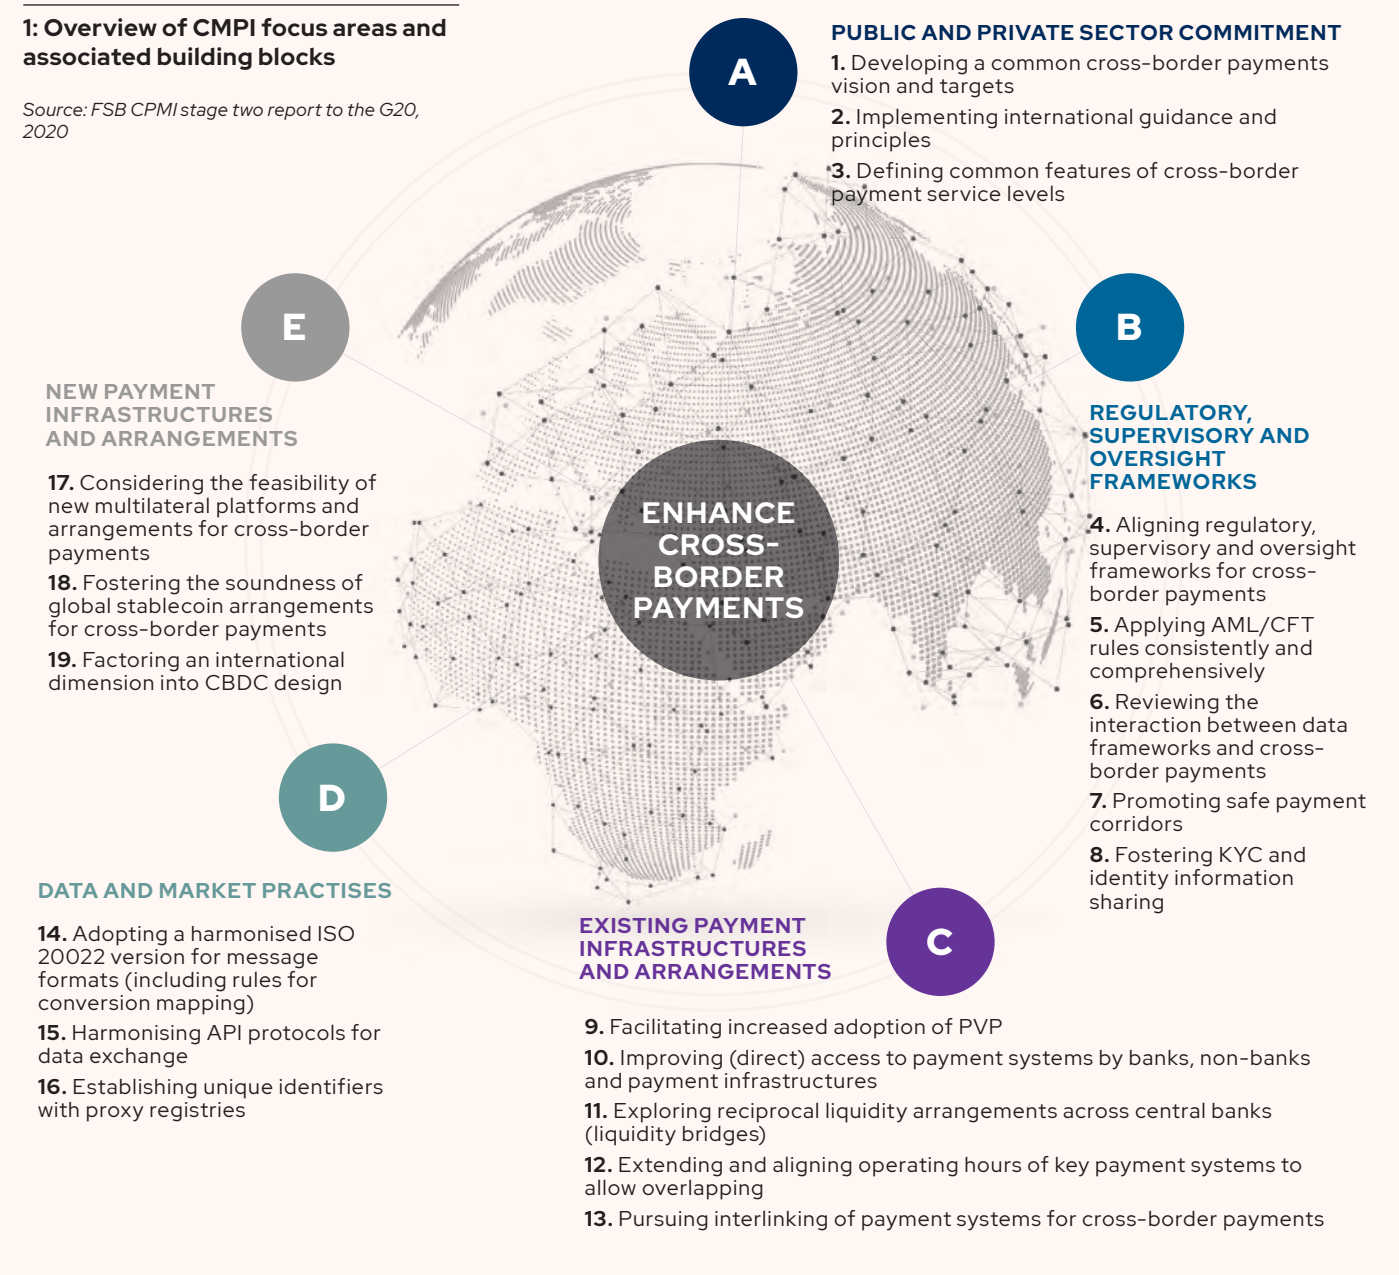 1: Overview of CMPI focus areas and
associated building blocks
Source: FSB CPMI stage two report to the G20,
2020
A
PUBLIC AND PRIVATE SECTOR COMMITMENT
1. Developing a common cross-border payments
vision and targets
2. Implementing international guidance and
principles
3. Defining common features of cross-border
payment service levels
B
REGULATORY,
SUPERVISORY AND
OVERSIGHT
FRAMEWORKS
4. Aligning regulatory,
supervisory and oversight
frameworks for cross-
border payments
5. Applying AML/CFT
rules consistently and
comprehensively
6. Reviewing the
interaction between data
frameworks and cross-
border payments
7. Promoting safe payment
corridors
8. Fostering KYC and
identity information
sharing
ENHANCE
CROSS-
BORDER
PAYMENTS
E
NEW PAYMENT
INFRASTRUCTURES
AND ARRANGEMENTS
17. Considering the feasibility of
new multilateral platforms and
arrangements for cross-border
payments
18. Fostering the soundness of
global stablecoin arrangements
for cross-border payments
19. Factoring an international
dimension into CBDC design
D
DATA AND MARKET PRACTISES
14. Adopting a harmonised ISO
20022 version for message
formats (including rules for
conversion mapping)
15. Harmonising API protocols for
data exchange
16. Establishing unique identifiers
with proxy registries
C
EXISTING PAYMENT
INFRASTRUCTURES
AND ARRANGEMENTS
9. Facilitating increased adoption of PVP
10. Improving (direct) access to payment systems by banks, non-banks
and payment infrastructures
11. Exploring reciprocal liquidity arrangements across central banks
(liquidity bridges)
12. Extending and aligning operating hours of key payment systems to
allow overlapping
13. Pursuing interlinking of payment systems for cross-border payments